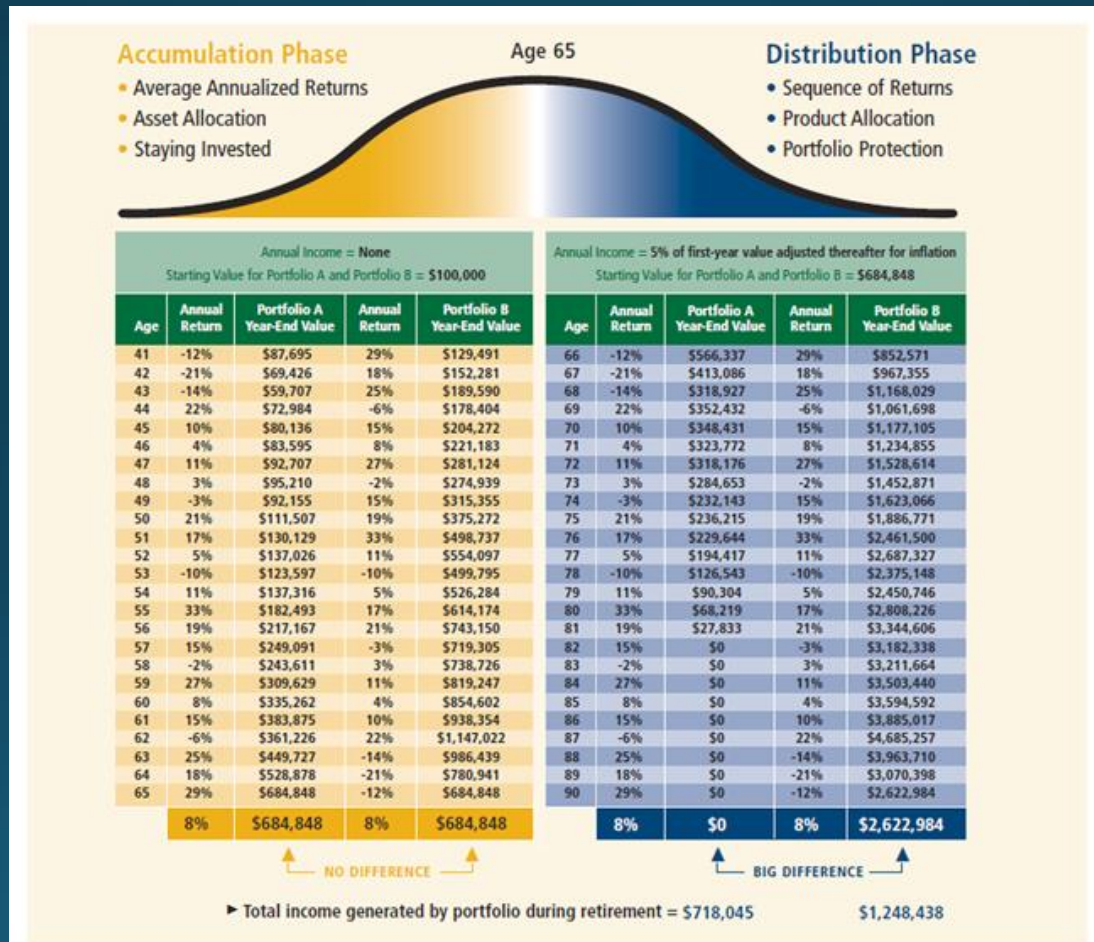 Accumulation Phase
• Average Annualized Returns
• Asset Allocation
• Staying Invested
Age 65
Distribution Phase
• Sequence of Returns
• Product Allocation
• Portfolio Protection
Annual Income = None
Starting Value for Portfolio A and Portfolio B = $100,000
Age Annual Return Portfolio A Year-End Value Annual Return Portfolio B Year-End Value
41 -12% $87,695 29% $129,491
42 -21% $69,426 18% $152,281
43 -14% $59,707 25% $189,590
44 22% $72,984 -6% $178,404
45 10% $80,136 15% $204,272
46 4% $83,595 8% $221,183
47 11% $92,707 27% $281,124
48 3% $95,210 -2% $274,939
49 -3% $92,155 15% $315,355
50 21% $111,507 19% $375,272
51 17% $130,129 33% $498,737
52 5% $137,026 11% $554,097
53 -10% $123,597 -10% $499,795
54 11% $137,316 5% $526,284
55 33% $182,493 17% $614,174
56 19% $217,167 21% $743,150
57 15% $249,091 -3% $719,305
58 -2% $243,611 3% $738,726
59 27% $309,629 11% $819,247
60 8% $335,262 4% $854,602
61 15% $383,875 10% $938,354
62 -6% $361,226 22% $1,147,022
63 25% $449,727 -14% $986,439
64 18% $528,878 -21% $780,941
65 29% $684,848 -12% $684,848
8% $684,848 8% $684,848
NO DIFFERENCE
Annual Income = 5% of first-year value adjusted thereafter for inflation
Starting Value for Portfolio A and Portfolio B = $684,848
Age Annual Return Portfolio A Year-End Value Annual Return Portfolio B Year-End Value
66 -12% $566,337 29% $852,571
67 -21% $413,086 18% $967,355
68 -14% $318,927 25% $1,168,029
69 22% $352,432 -6% $1,061,698
70 10% $348,431 15% $1,177,105
71 4% $323,772 8% $1,234,855
72 11% $318,176 27% $1,528,614
73 3% $284,653 -2% $1,452,871
74 -3% $232,143 15% $1,623,066
75 21% $236,215 19% $1,886,771
76 17% $229,644 33% $2,461,500
77 5% $194,417 11% $2,687,327
78 -10% $126,543 -10% $2,375,148
79 11% $90,304 5% $2,450,746
80 33% $68,219 17% $2,808,226
81 19% $27,833 21% $3,344,606
82 15% $0 -3% $3,182,338
83 -2% $0 3% $3,211,664
84 27% $0 11% $3,503,440
85 8% $0 4% $3,594,592
86 15% $0 10% $3,885,017
87 -6% $0 22% $4,685,257
88 25% $0 -14% $3,963,710
89 18% $0 -21% $3,070,398
90 29% $0 -12% $2,622,984
8% $0 8% $2,622,984
BIG DIFFERENCE
► Total income generated by portfolio during retirement = $718,045 $1,248,438